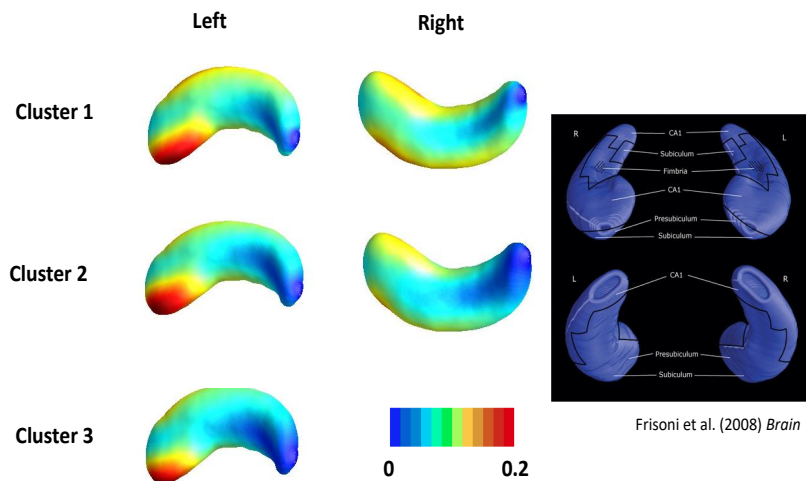 Left
Right
Cluster 1
Cluster 2
Cluster 3
0
0.2
R
L
CA1
Subiculum
Fimbria
CA1
Presubiculum
Subiculum
L
R
CA1
Presubiculum
Subiculum
Frisoni et al. (2008) Brain